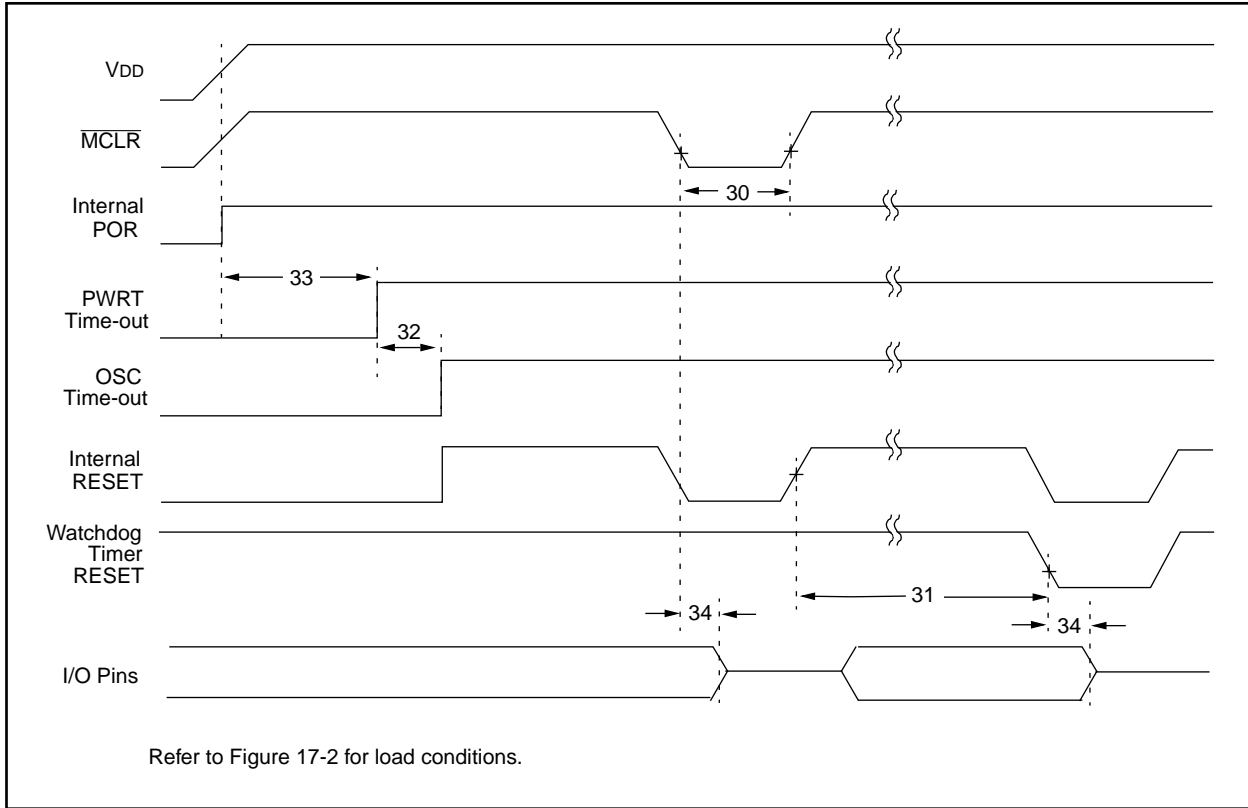 VDD
MCLR
30
Internal
POR
33
PWRT
Time-out
32
OSC
Time-out
Internal
RESET
Watchdog
Timer
RESET
31
34
34
I/O Pins
Refer to Figure 17-2 for load conditions.